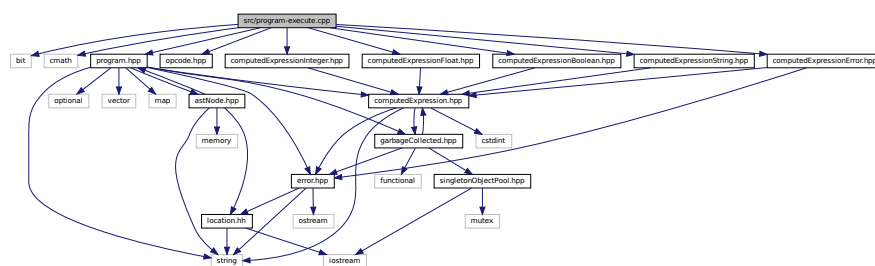 src/program-execute.cpp
bit
cmath
program.hpp
opcode.hpp
computedExpressionInteger.hpp
computedExpressionFloat.hpp
computedExpressionBoolean.hpp
computedExpressionString.hpp
computedExpressionError.hpp
optional
vector
map
astNode.hpp
computedExpression.hpp
memory
garbageCollected.hpp
cstdint
error.hpp
functional
singletonObjectPool.hpp
location.hh
ostream
mutex
string
iostream